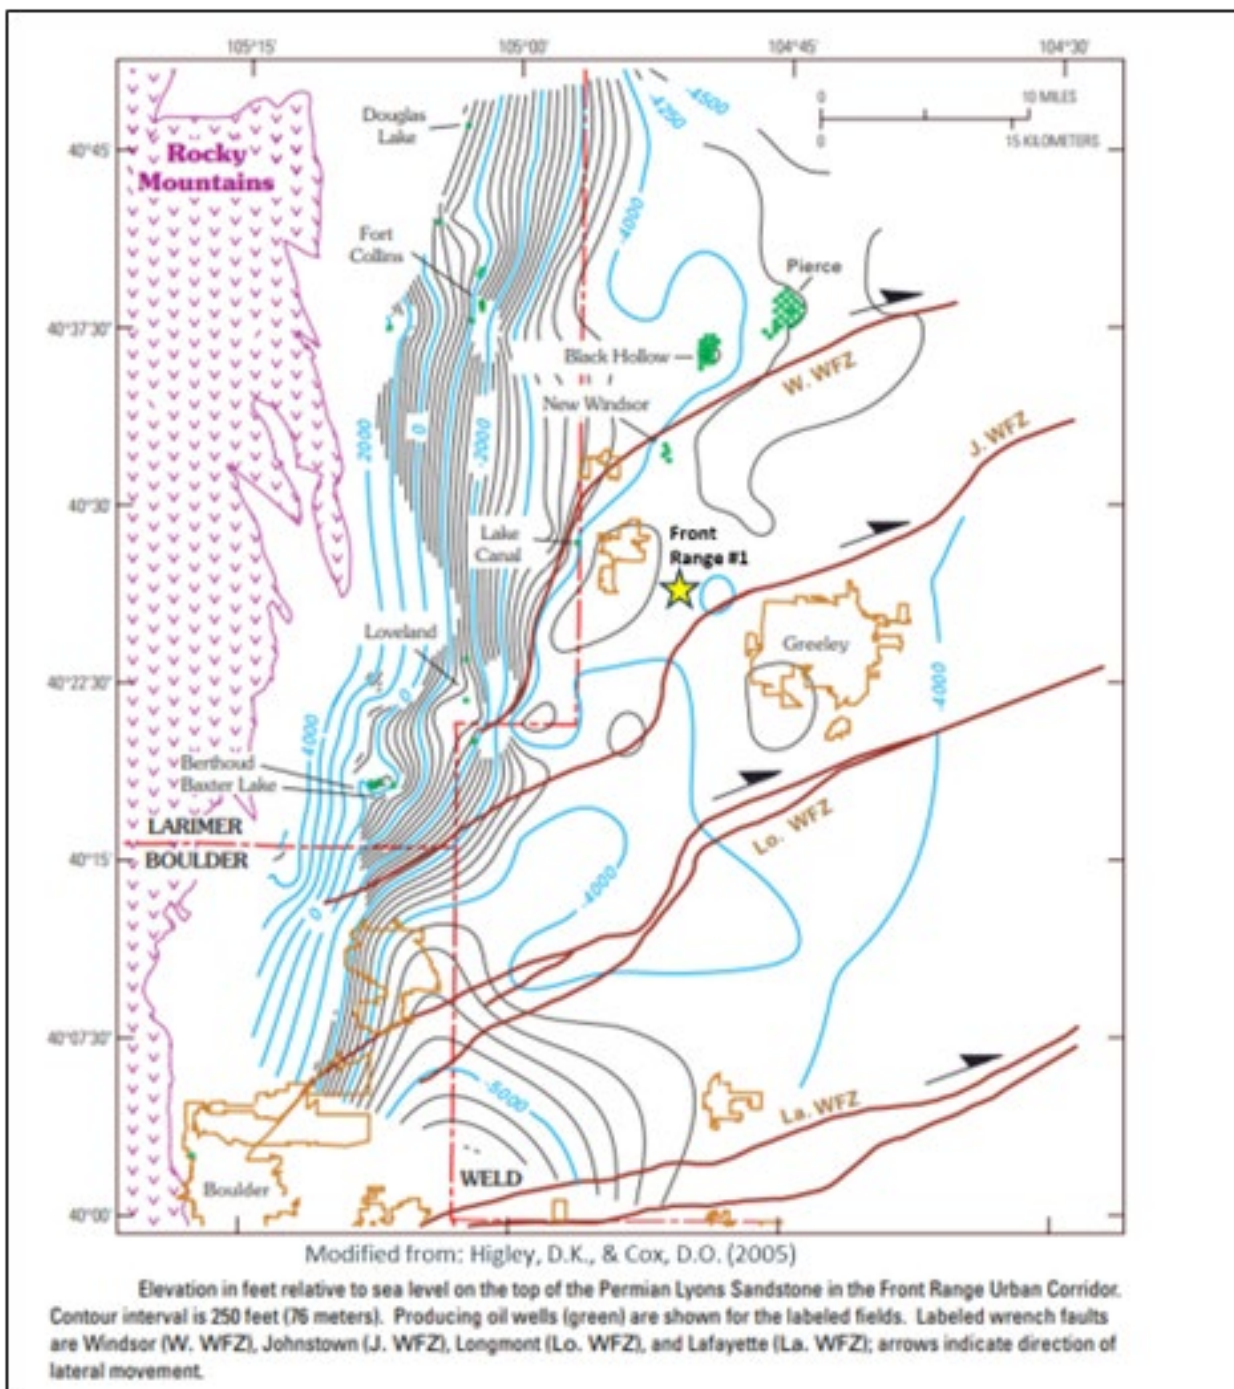 105°15'
105°00'
104°45'
104°30'
0 10 MILES
0 15 KILOMETERS
-4500
-4250
Douglas
Lake
40°45'
Rocky
Mountains
-4000
Fort
Collins
Pierce
40°37'30"
Black Hollow
W. WFZ
New Windsor
2000
0
-2000
J. WFZ
40°30'
Lake
Canal
Front
Range #1
Loveland
Greeley
40°22'30"
0
4000
4000
Berthoud
Baxter Lake
Lo. WFZ
LARIMER
BOULDER
40°15'
-4000
0
40°07'30"
-5000
La. WFZ
WELD
Boulder
40°00'
Modified from: Higley, D.K., & Cox, D.O. (2005)
Elevation in feet relative to sea level on the top of the Permian Lyons Sandstone in the Front Range Urban Corridor.
Contour interval is 250 feet (76 meters). Producing oil wells (green) are shown for the labeled fields. Labeled wrench faults
are Windsor (W. WFZ), Johnstown (J. WFZ), Longmont (Lo. WFZ), and Lafayette (La. WFZ); arrows indicate direction of
lateral movement.